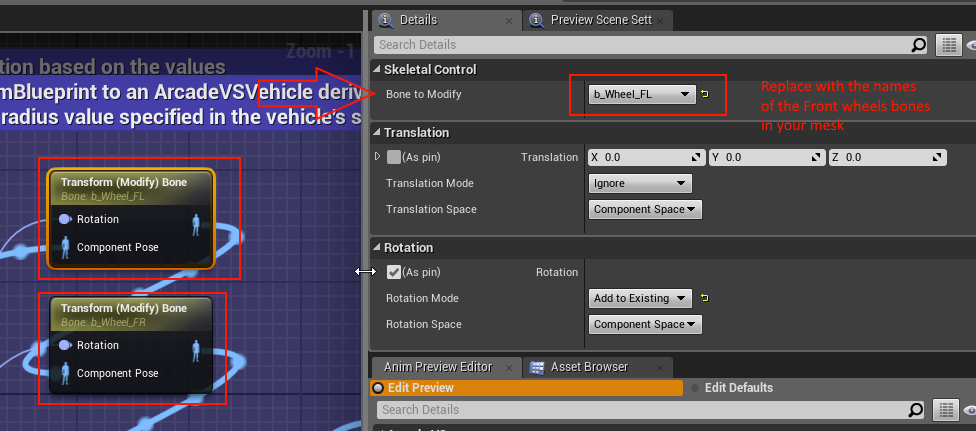 Details
Preview Scene Sett
Zoom -1
Search Details
tion based on the values
mBlueprint to an ArcadeVSVehicle deriv
radius value specified in the vehicle's s
Skeletal Control
Bone to Modify
b_Wheel_FL
Replace with the names
of the Front wheels bones
in your mesk
Translation
(As pin) Translation X 0.0 Y 0.0 Z 0.0
Translation Mode Ignore
Translation Space Component Space
Rotation
(As pin) Rotation
Rotation Mode Add to Existing
Rotation Space Component Space
Transform (Modify) Bone
Bone: b_Wheel_FL
Rotation
Component Pose
Transform (Modify) Bone
Bone: b_Wheel_FR
Rotation
Component Pose
Anim Preview Editor
Asset Browser
Edit Preview
Edit Defaults
Search Details